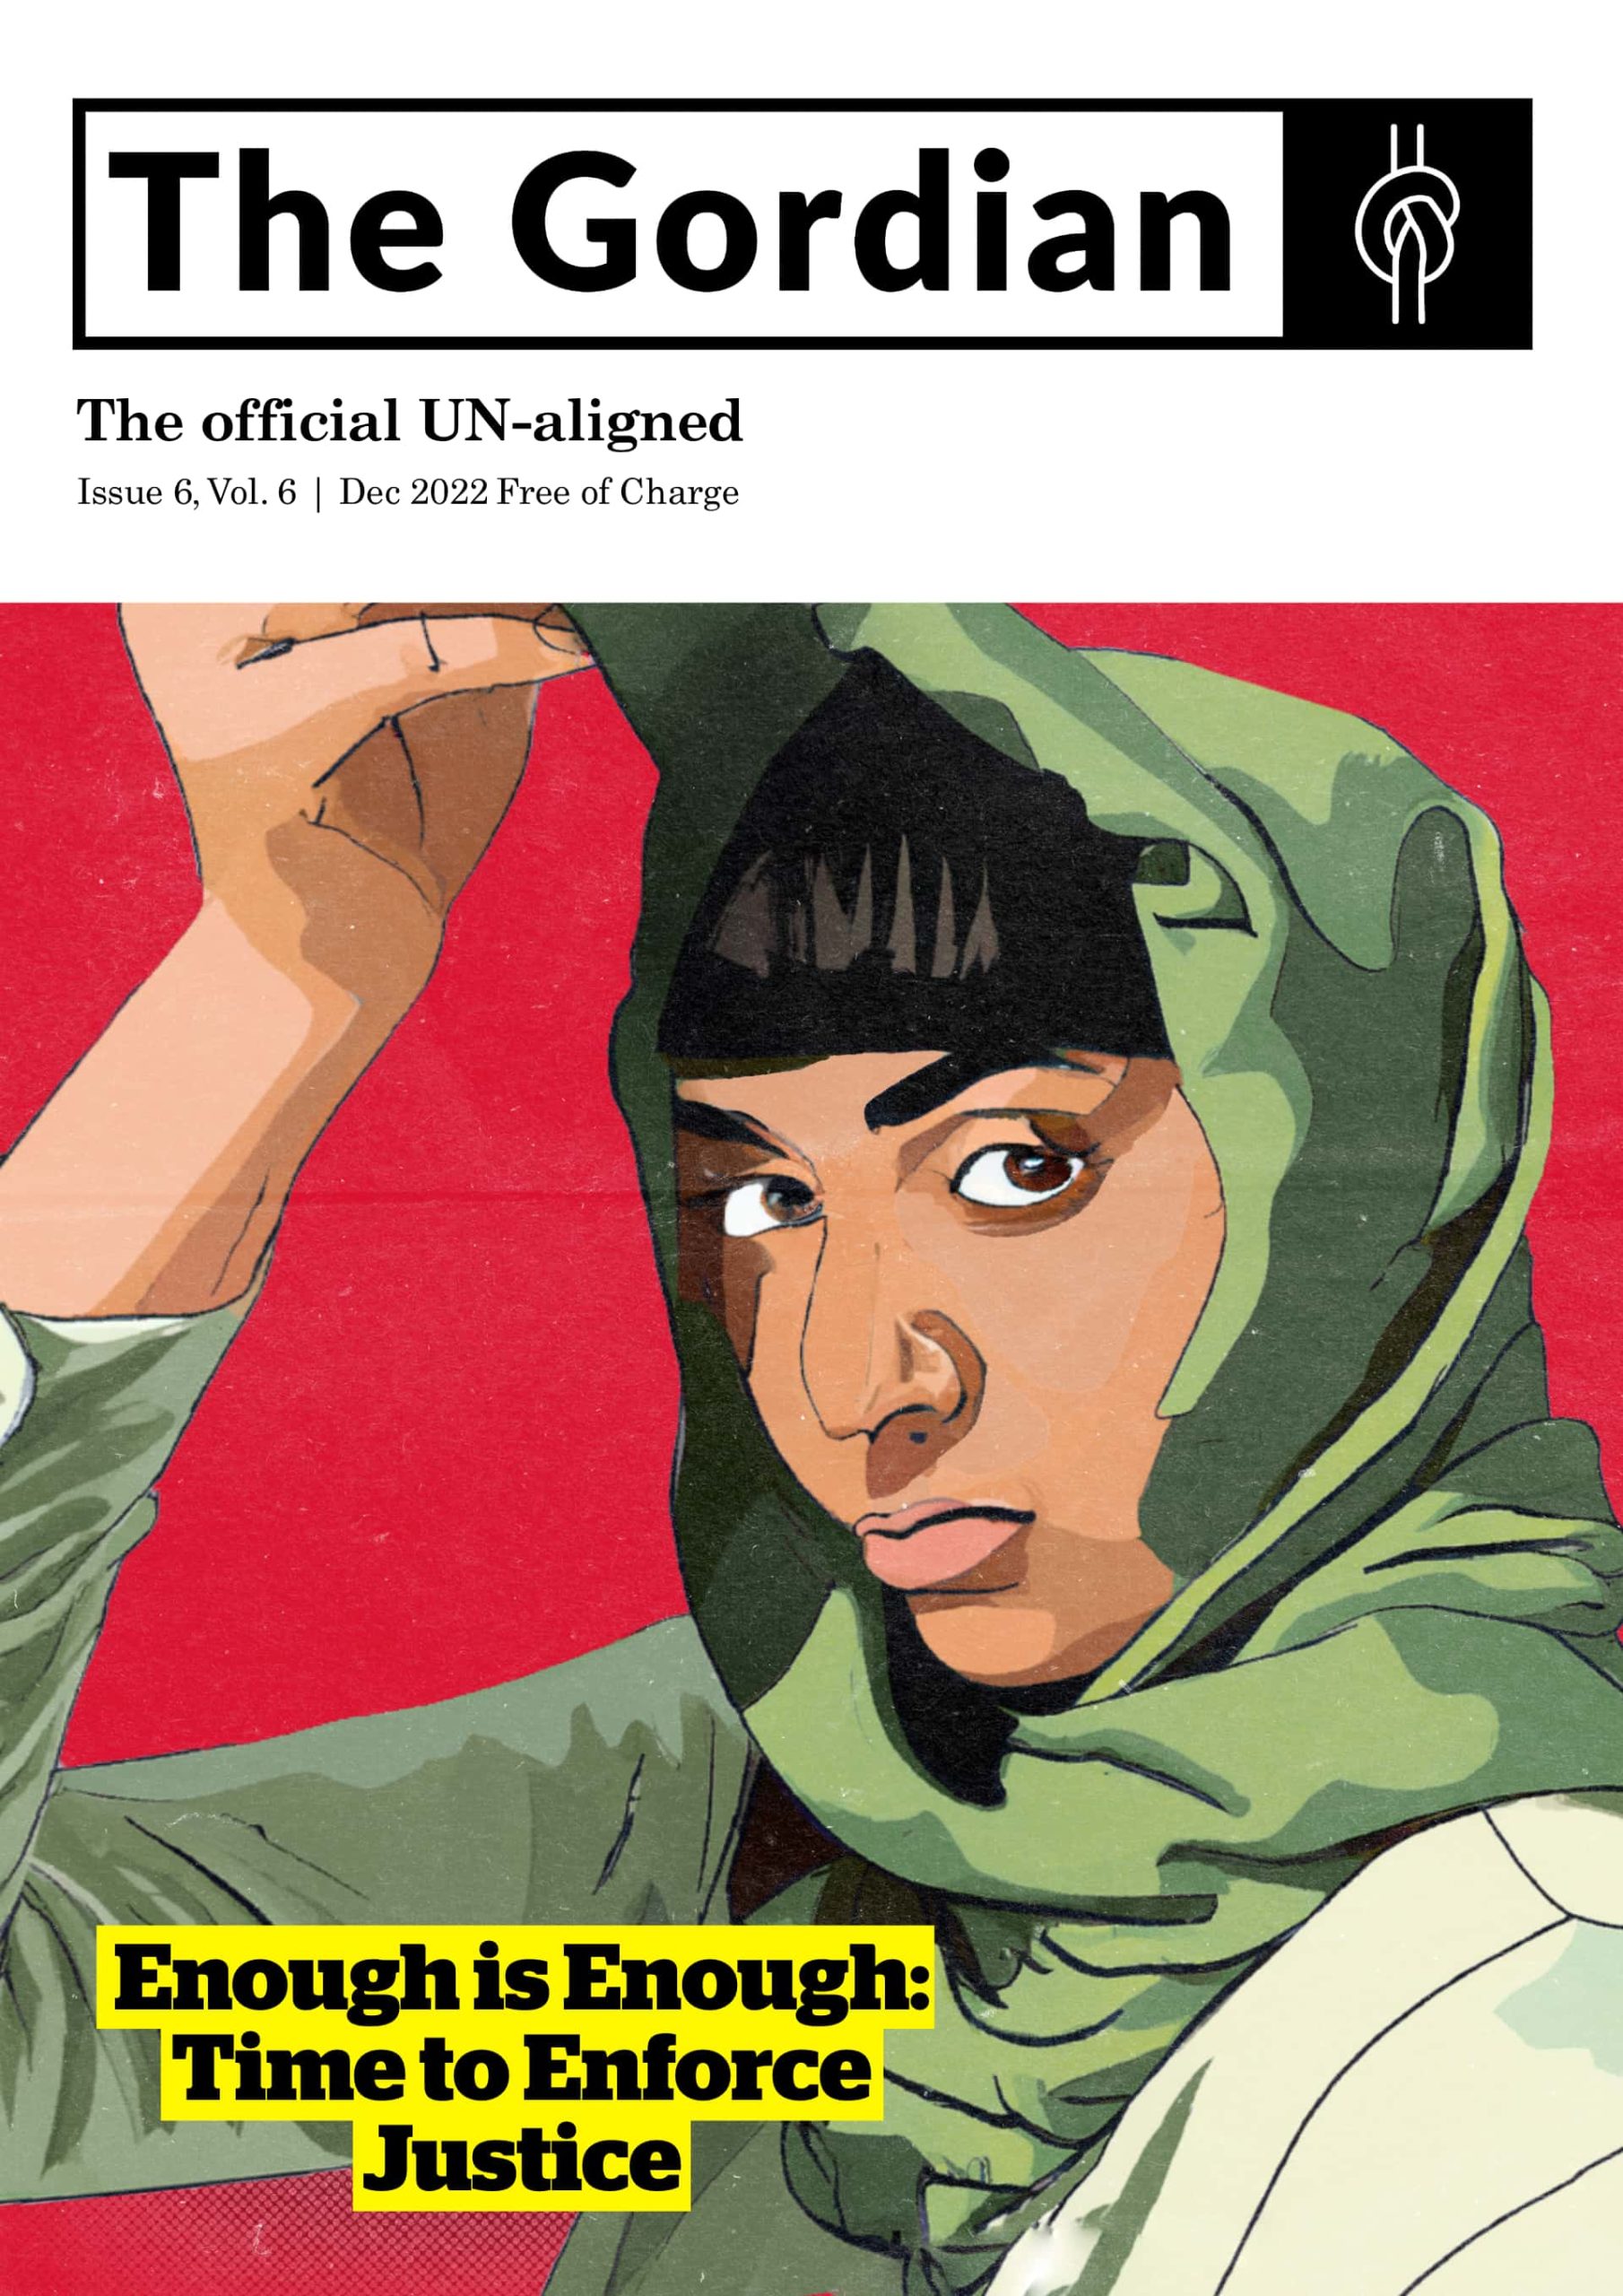 The Gordian
The official UN-aligned
Issue 6, Vol. 6 | Dec 2022 Free of Charge
Enough is Enough:
Time to Enforce
Justice